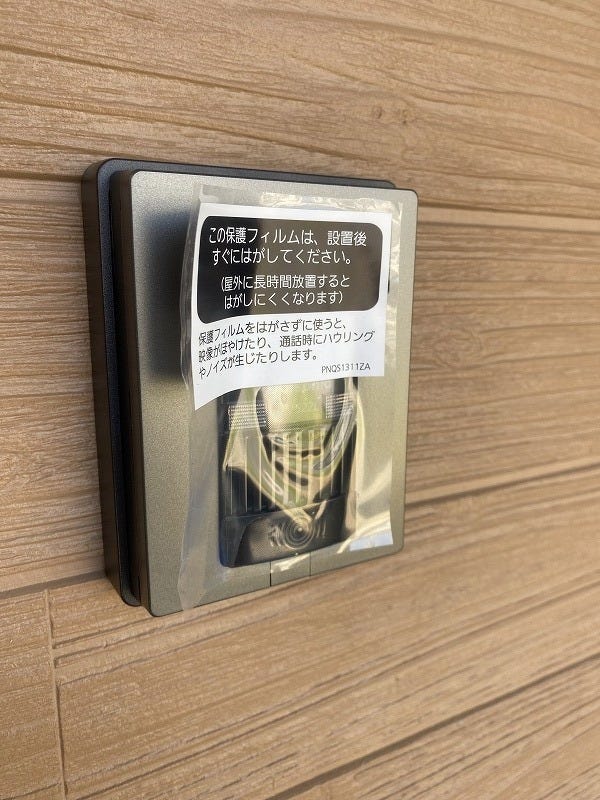 この保護フィルムは、設置後
すぐにはがしてください。
(屋外に長時間放置すると
はがしにくくなります)
保護フィルムをはがさずに使うと、
映像がぼやけたり、通話時にハウリング
やノイズが生じたりします。
PNQS1311ZA